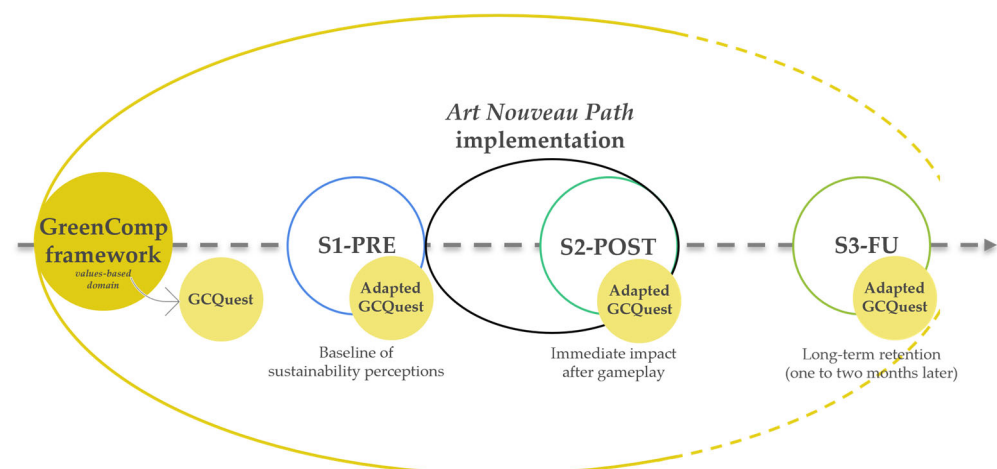 Art Nouveau Path
implementation
GreenComp
framework
values-based
domain
GCQuest
S1-PRE
Adapted
GCQuest
Baseline of
sustainability perceptions
S2-POST
Adapted
GCQuest
Immediate impact
after gameplay
S3-FU
Adapted
GCQuest
Long-term retention
(one to two months later)